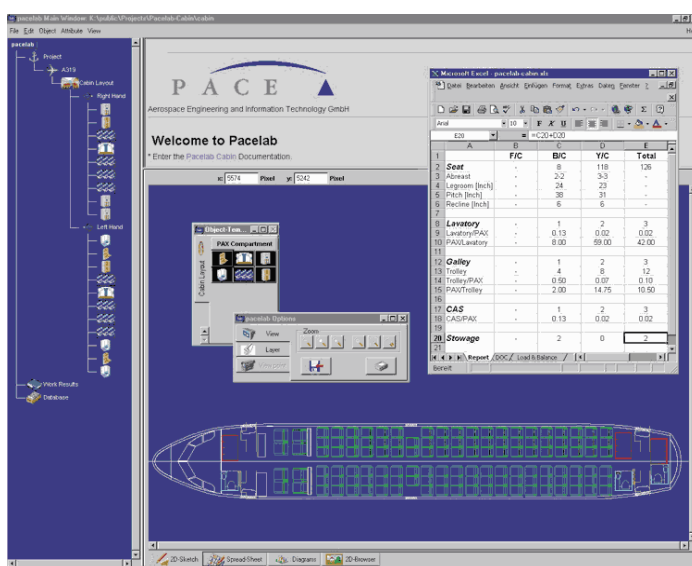 pacelab Main Window: K:\public\Projects\Pacelab-Cabin\cabin
File Edit Object Attribute View
pacelab
Project
A319
Cabin Layout
Right Hand
Left Hand
Work Results
Database
PACE
Aerospace Engineering and Information Technology GmbH
Welcome to Pacelab
* Enter the Pacelab Cabin Documentation.
x: 5574 Pixel y: 5242 Pixel
Object-Tem...
PAX Compartment
Cabin Layout
pacelab Options
View
Layer
Zoom
Microsoft Excel - pacelab-cabin.xls
Datei Bearbeiten Ansicht Einfügen Format Extras Daten Fenster ?
Arial 10 F K U
E20 = =C20+D20
A B C D E
1 F/C B/C Y/C Total
2 Seat - 8 118 126
3 Abreast - 2-2 3-3 -
4 Legroom [Inch] - 24 23 -
5 Pitch [Inch] - 38 31 -
6 Recline [Inch] - 6 6 -
7
8 Lavatory - 1 2 3
9 Lavatory/PAX - 0.13 0.02 0.02
10 PAX/Lavatory - 8.00 59.00 42.00
11
12 Galley - 1 2 3
13 Trolley - 4 8 12
14 Trolley/PAX - 0.50 0.07 0.10
15 PAX/Trolley - 2.00 14.75 10.50
16
17 CAS - 1 2 3
18 CAS/PAX - 0.13 0.02 0.02
19
20 Stowage - 2 0 2
21
Report DOC Load & Balance
Bereit
2D-Sketch Spread-Sheet Diagram 2D-Browser